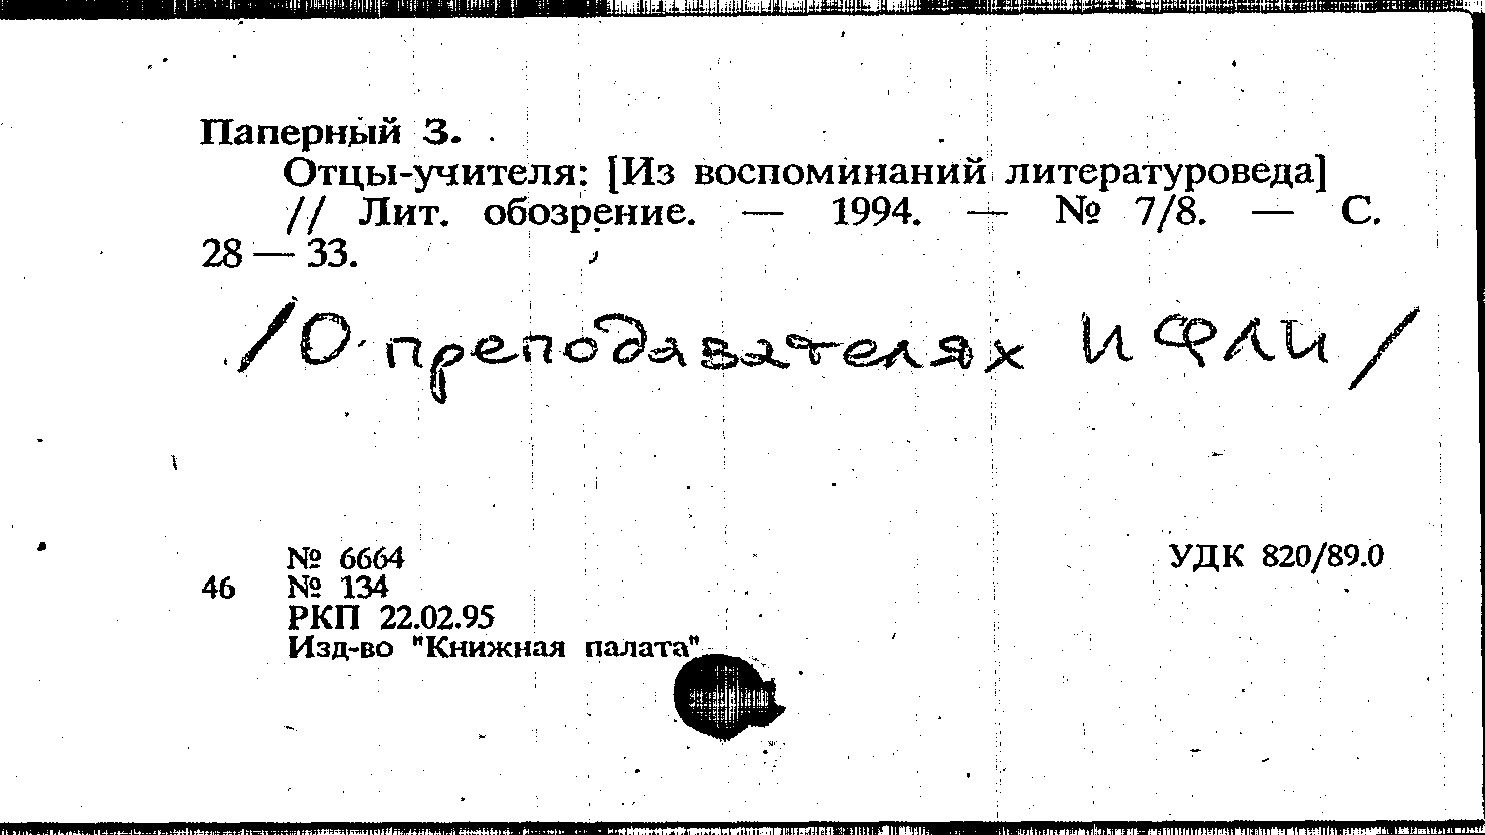 Паперный З.
Отцы-учителя: [Из воспоминаний литературоведа]
// Лит. обозрение. — 1994. — № 7/8. — С.
28 — 33.
/О преподавателях ИФЛИ/
№ 6664
УДК 820/89.0
46 № 134
РКП 22.02.95
Изд-во "Книжная палата"